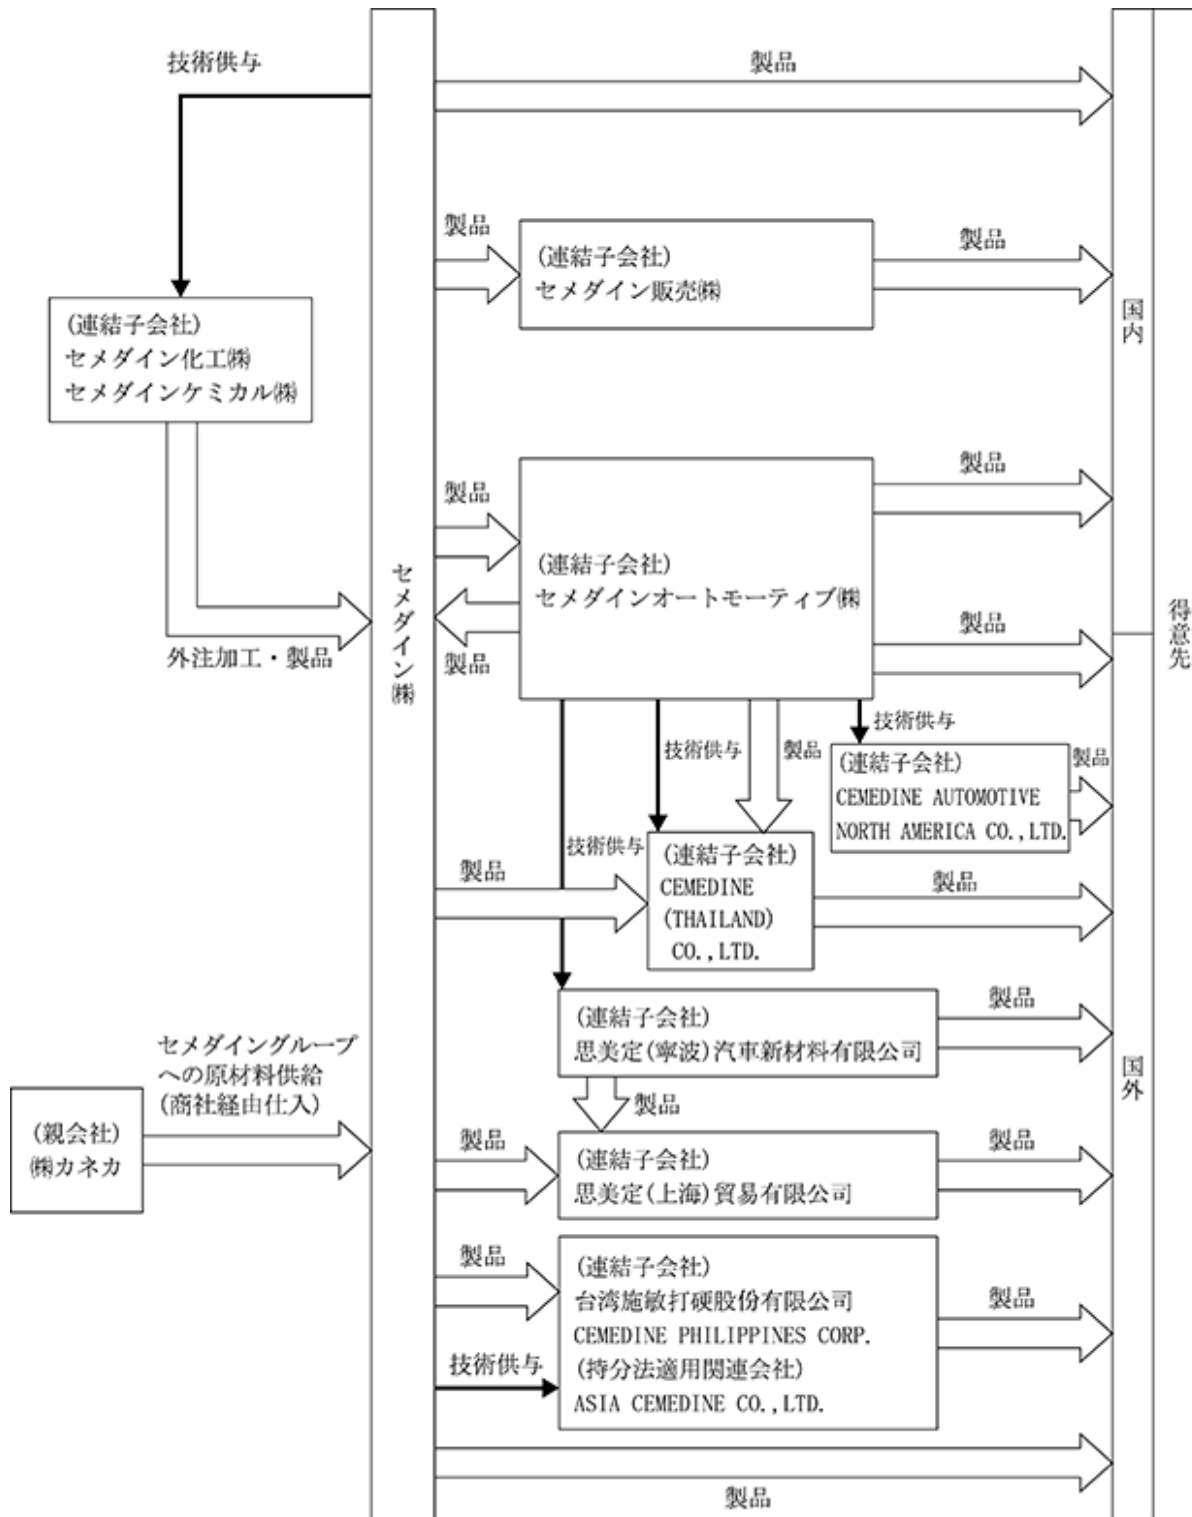 技術供与
製品
製品
(連結子会社)
セメダイン販売㈱
製品
国内
(連結子会社)
セメダイン化工㈱
セメダインケミカル㈱
製品
製品
(連結子会社)
セメダインオートモーティブ㈱
セメダイン㈱
製品
製品
得意先
外注加工・製品
技術供与
技術供与
製品
(連結子会社)
CEMEDINE AUTOMOTIVE
NORTH AMERICA CO.,LTD.
製品
技術供与
製品
(連結子会社)
CEMEDINE
(THAILAND)
CO.,LTD.
製品
(連結子会社)
思美定(寧波)汽車新材料有限公司
製品
国外
セメダイングループ
への原材料供給
(商社経由仕入)
(親会社)
㈱カネカ
製品
製品
(連結子会社)
思美定(上海)貿易有限公司
製品
製品
(連結子会社)
台湾施敏打硬股份有限公司
CEMEDINE PHILIPPINES CORP.
(持分法適用関連会社)
ASIA CEMEDINE CO.,LTD.
製品
技術供与
製品